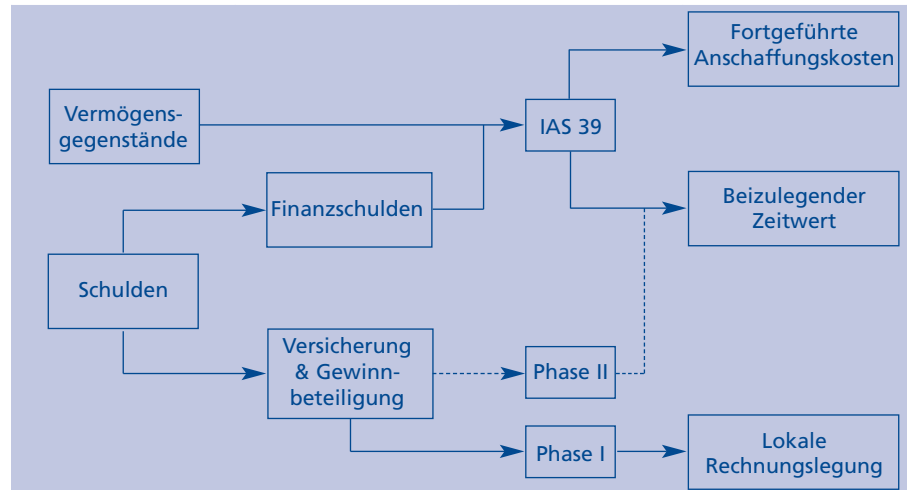 Fortgeführte
Anschaffungskosten
Vermögens-
gegenstände
IAS 39
Finanzschulden
Beizulegender
Zeitwert
Schulden
Versicherung
& Gewinn-
beteiligung
Phase II
Phase I
Lokale
Rechnungslegung